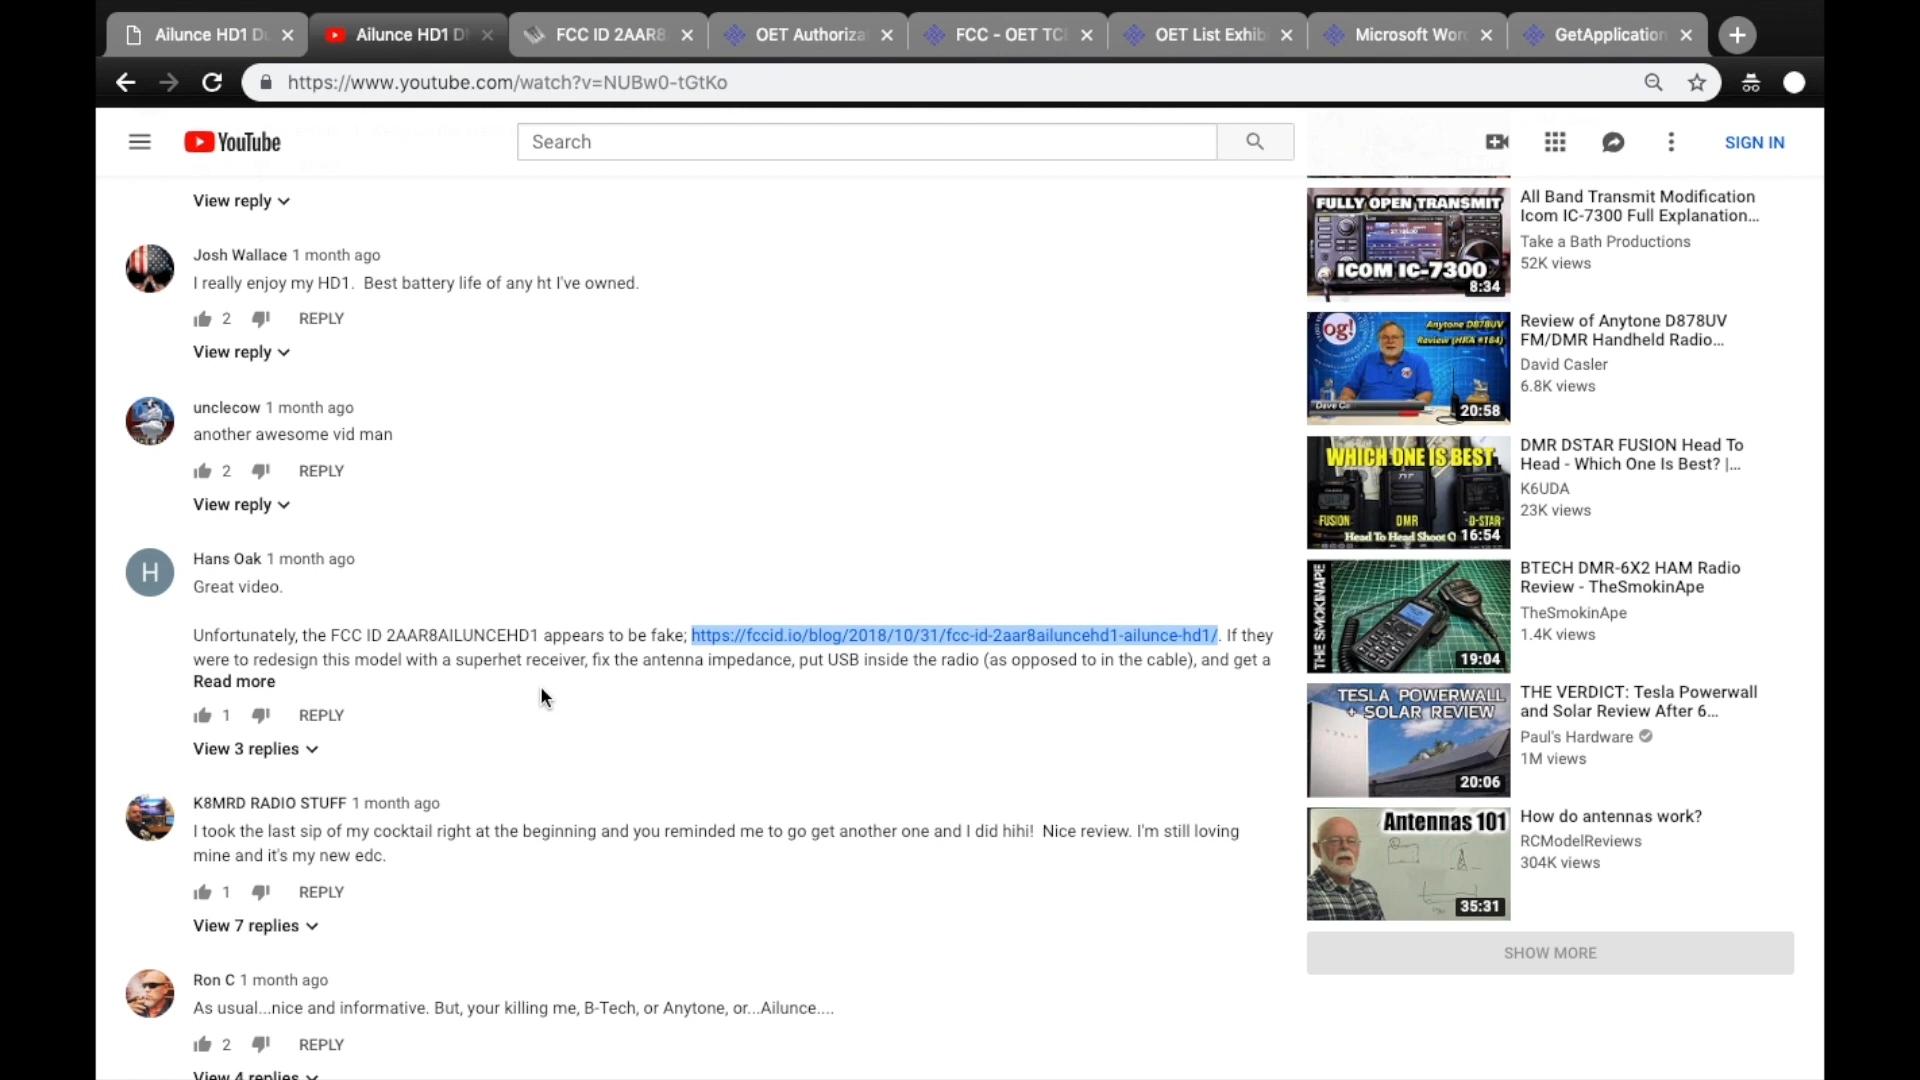 Ailunce HD1 D
Ailunce HD1 D
FCC ID 2AAR8
OET Authoriza
FCC - OET TC
OET List Exhib
Microsoft Wor
GetApplication
https://www.youtube.com/watch?v=NUBw0-tGtKo
YouTube
Search
SIGN IN
View reply
Josh Wallace 1 month ago
I really enjoy my HD1.  Best battery life of any ht I've owned.
2 REPLY
View reply
unclecow 1 month ago
another awesome vid man
2 REPLY
View reply
H
Hans Oak 1 month ago
Great video.
Unfortunately, the FCC ID 2AAR8AILUNCEHD1 appears to be fake; https://fccid.io/blog/2018/10/31/fcc-id-2aar8ailuncehd1-ailunce-hd1/. If they
were to redesign this model with a superhet receiver, fix the antenna impedance, put USB inside the radio (as opposed to in the cable), and get a
Read more
1 REPLY
View 3 replies
K8MRD RADIO STUFF 1 month ago
I took the last sip of my cocktail right at the beginning and you reminded me to go get another one and I did hihi!  Nice review. I'm still loving
mine and it's my new edc.
1 REPLY
View 7 replies
Ron C 1 month ago
As usual...nice and informative. But, your killing me, B-Tech, or Anytone, or...Ailunce....
2 REPLY
View 4 replies
FULLY OPEN TRANSMIT
ICOM IC-7300
8:34
All Band Transmit Modification
Icom IC-7300 Full Explanation...
Take a Bath Productions
52K views
og!
Anytone D878UV
Review (HRA #184)
20:58
Review of Anytone D878UV
FM/DMR Handheld Radio...
David Casler
6.8K views
WHICH ONE IS BEST
FUSION
DMR
D-STAR
Head To Head Shoot O
16:54
DMR DSTAR FUSION Head To
Head - Which One Is Best? |...
K6UDA
23K views
THE SMOKINAPE
19:04
BTECH DMR-6X2 HAM Radio
Review - TheSmokinApe
TheSmokinApe
1.4K views
TESLA POWERWALL
+ SOLAR REVIEW
20:06
THE VERDICT: Tesla Powerwall
and Solar Review After 6...
Paul's Hardware
1M views
Antennas 101
35:31
How do antennas work?
RCModelReviews
304K views
SHOW MORE